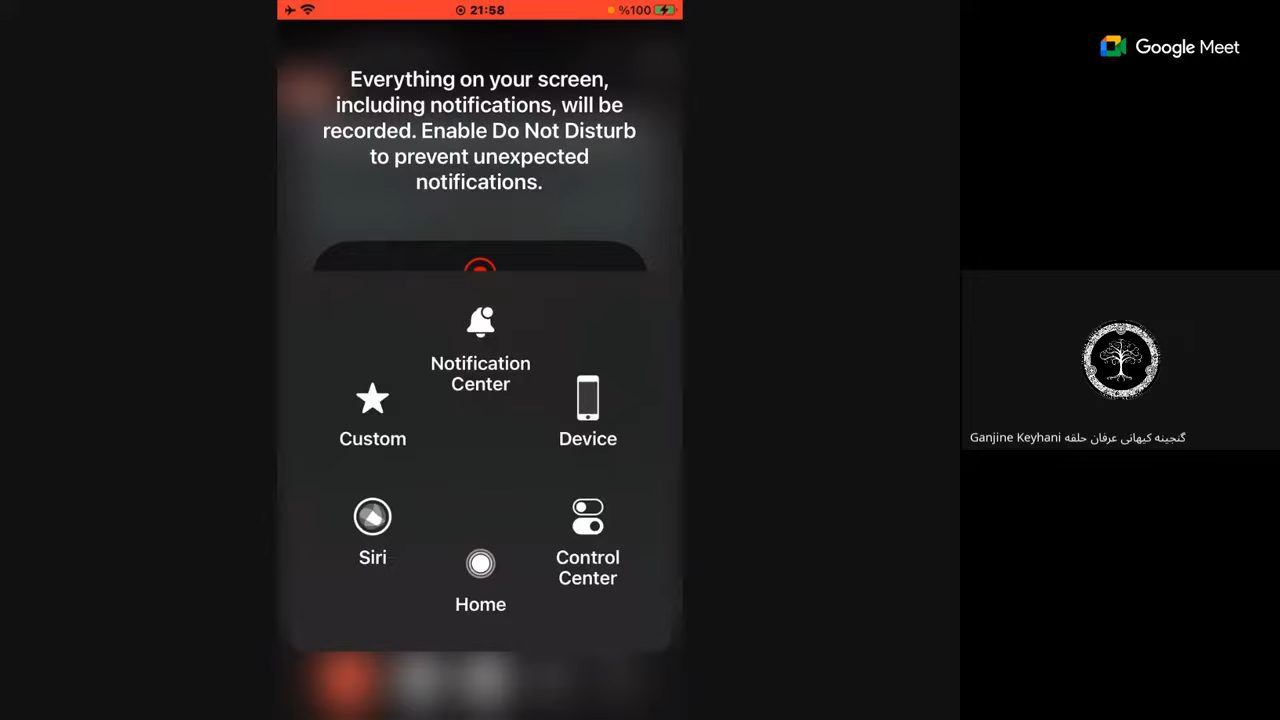 21:58
%100
Everything on your screen,
including notifications, will be
recorded. Enable Do Not Disturb
to prevent unexpected
notifications.
Notification
Center
Custom
Device
Siri
Control
Center
Home
Google Meet
Ganjine Keyhani گنجینه کیهانی عرفان حلقه